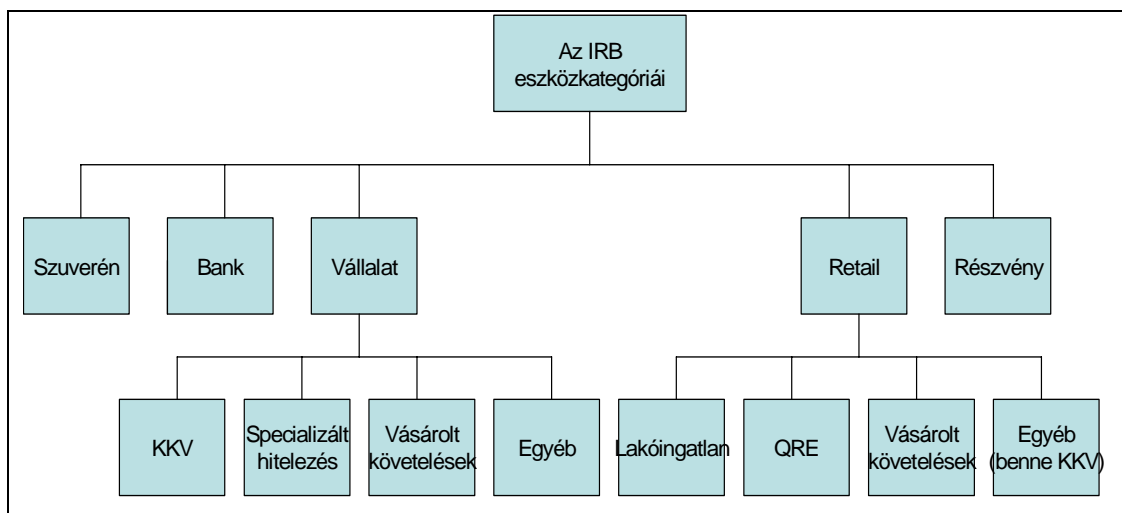 Az IRB
eszközkategóriái
Szuverén
Bank
Vállalat
Retail
Részvény
KKV
Specializált
hitelezés
Vásárolt
követelések
Egyéb
Lakóingatlan
QRE
Vásárolt
követelések
Egyéb
(benne KKV)